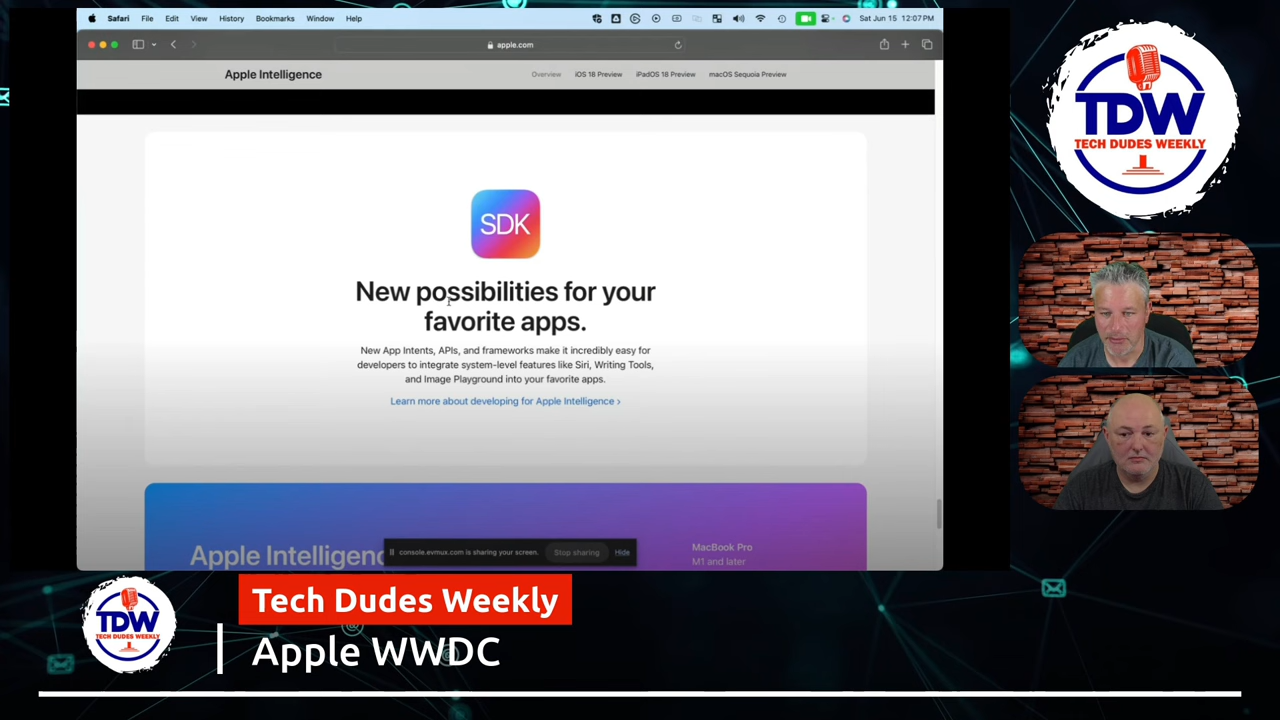 Safari File Edit View History Bookmarks Window Help
Sat Jun 15 12:07 PM
apple.com
Apple Intelligence
Overview iOS 18 Preview iPadOS 18 Preview macOS Sequoia Preview
SDK
New possibilities for your
favorite apps.
New App Intents, APIs, and frameworks make it incredibly easy for
developers to integrate system-level features like Siri, Writing Tools,
and Image Playground into your favorite apps.
Learn more about developing for Apple Intelligence >
Apple Intelligenc
console.evmux.com is sharing your screen. Stop sharing Hide
MacBook Pro
M1 and later
TDW
TECH DUDES WEEKLY
TDW
TECH DUDES WEEKLY
Tech Dudes Weekly
Apple WWDC